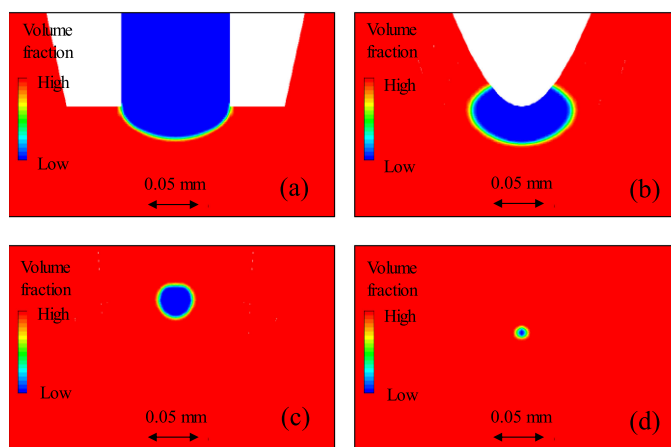 Volume
fraction
High
Low
0.05 mm
(a)
Volume
fraction
High
Low
0.05 mm
(b)
Volume
fraction
High
Low
0.05 mm
(c)
Volume
fraction
High
Low
0.05 mm
(d)